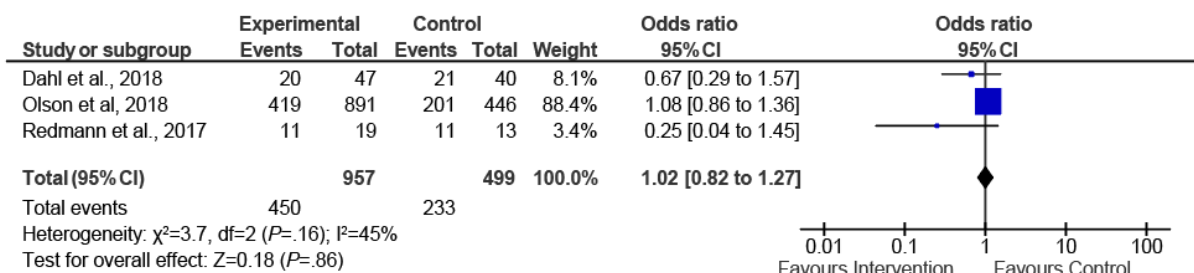 Experimental Control Odds ratio Odds ratio
Study or subgroup Events Total Events Total Weight 95%CI 95%CI
Dahl et al., 2018 20 47 21 40 8.1% 0.67 [0.29 to 1.57]
Olson et al, 2018 419 891 201 446 88.4% 1.08 [0.86 to 1.36]
Redmann et al., 2017 11 19 11 13 3.4% 0.25 [0.04 to 1.45]
Total (95% CI) 957 499 100.0% 1.02 [0.82 to 1.27]
Total events 450 233
Heterogeneity: χ²=3.7, df=2 (P=.16); I²=45%
Test for overall effect: Z=0.18 (P=.86)
0.01 0.1 1 10 100
Favours Intervention Favours Control